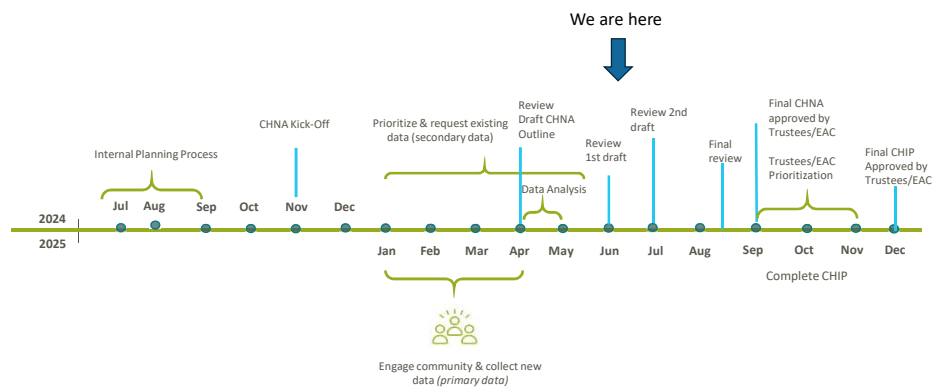 We are here
CHNA Kick-Off
Prioritize & request existing
data (secondary data)
Review
Draft CHNA
Outline
Review 2nd
draft
Final CHNA
approved by
Trustees/EAC
Internal Planning Process
Review
1st draft
Final
review
Trustees/EAC
Prioritization
Final CHIP
Approved by
Trustees/EAC
Data Analysis
Jul Aug Sep Oct Nov Dec
2024
2025
Jan Feb Mar Apr May Jun Jul Aug Sep Oct Nov Dec
Complete CHIP
Engage community & collect new
data (primary data)